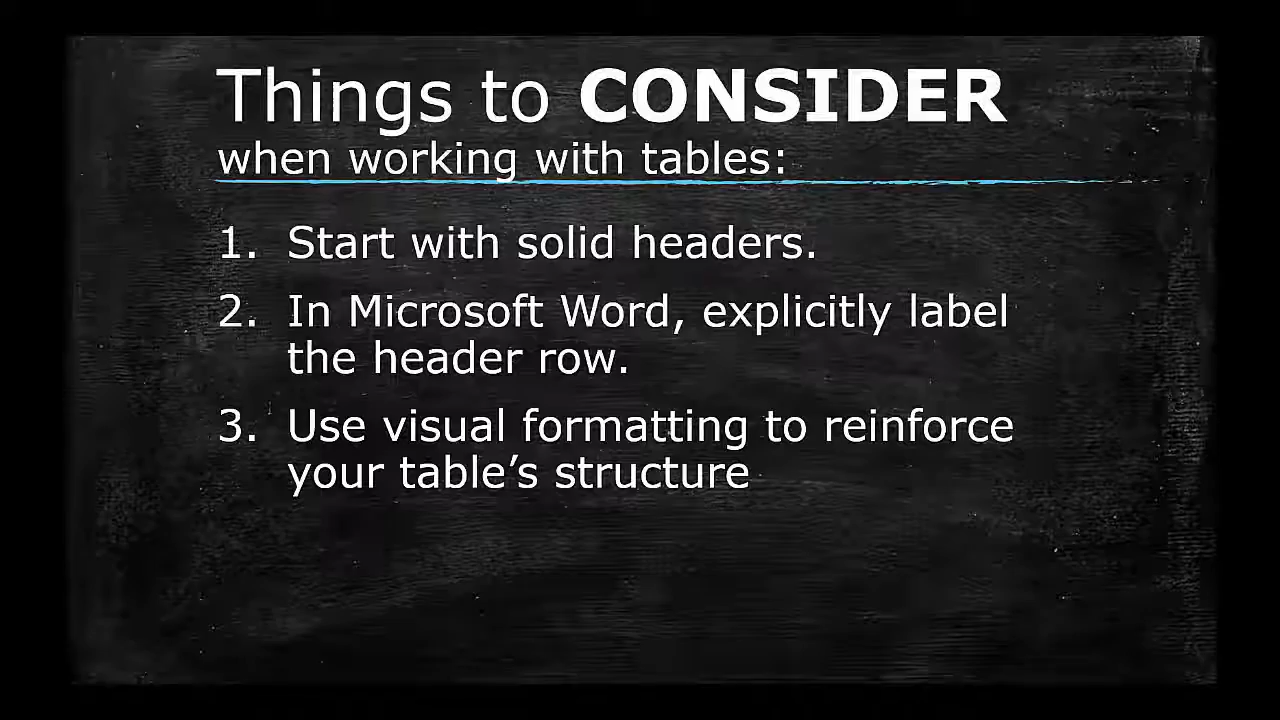 Things to CONSIDER
when working with tables:
1. Start with solid headers.
2. In Microsoft Word, explicitly label
the header row.
3. Use visual formatting to reinforce
your table’s structure